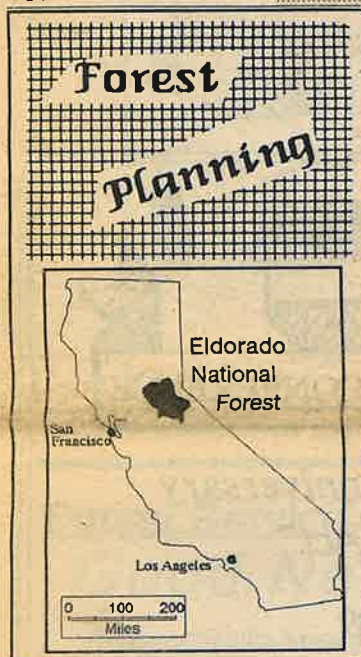 Forest
Planning
Eldorado
National
Forest
San
Francisco
Los Angeles
0 100 200
Miles